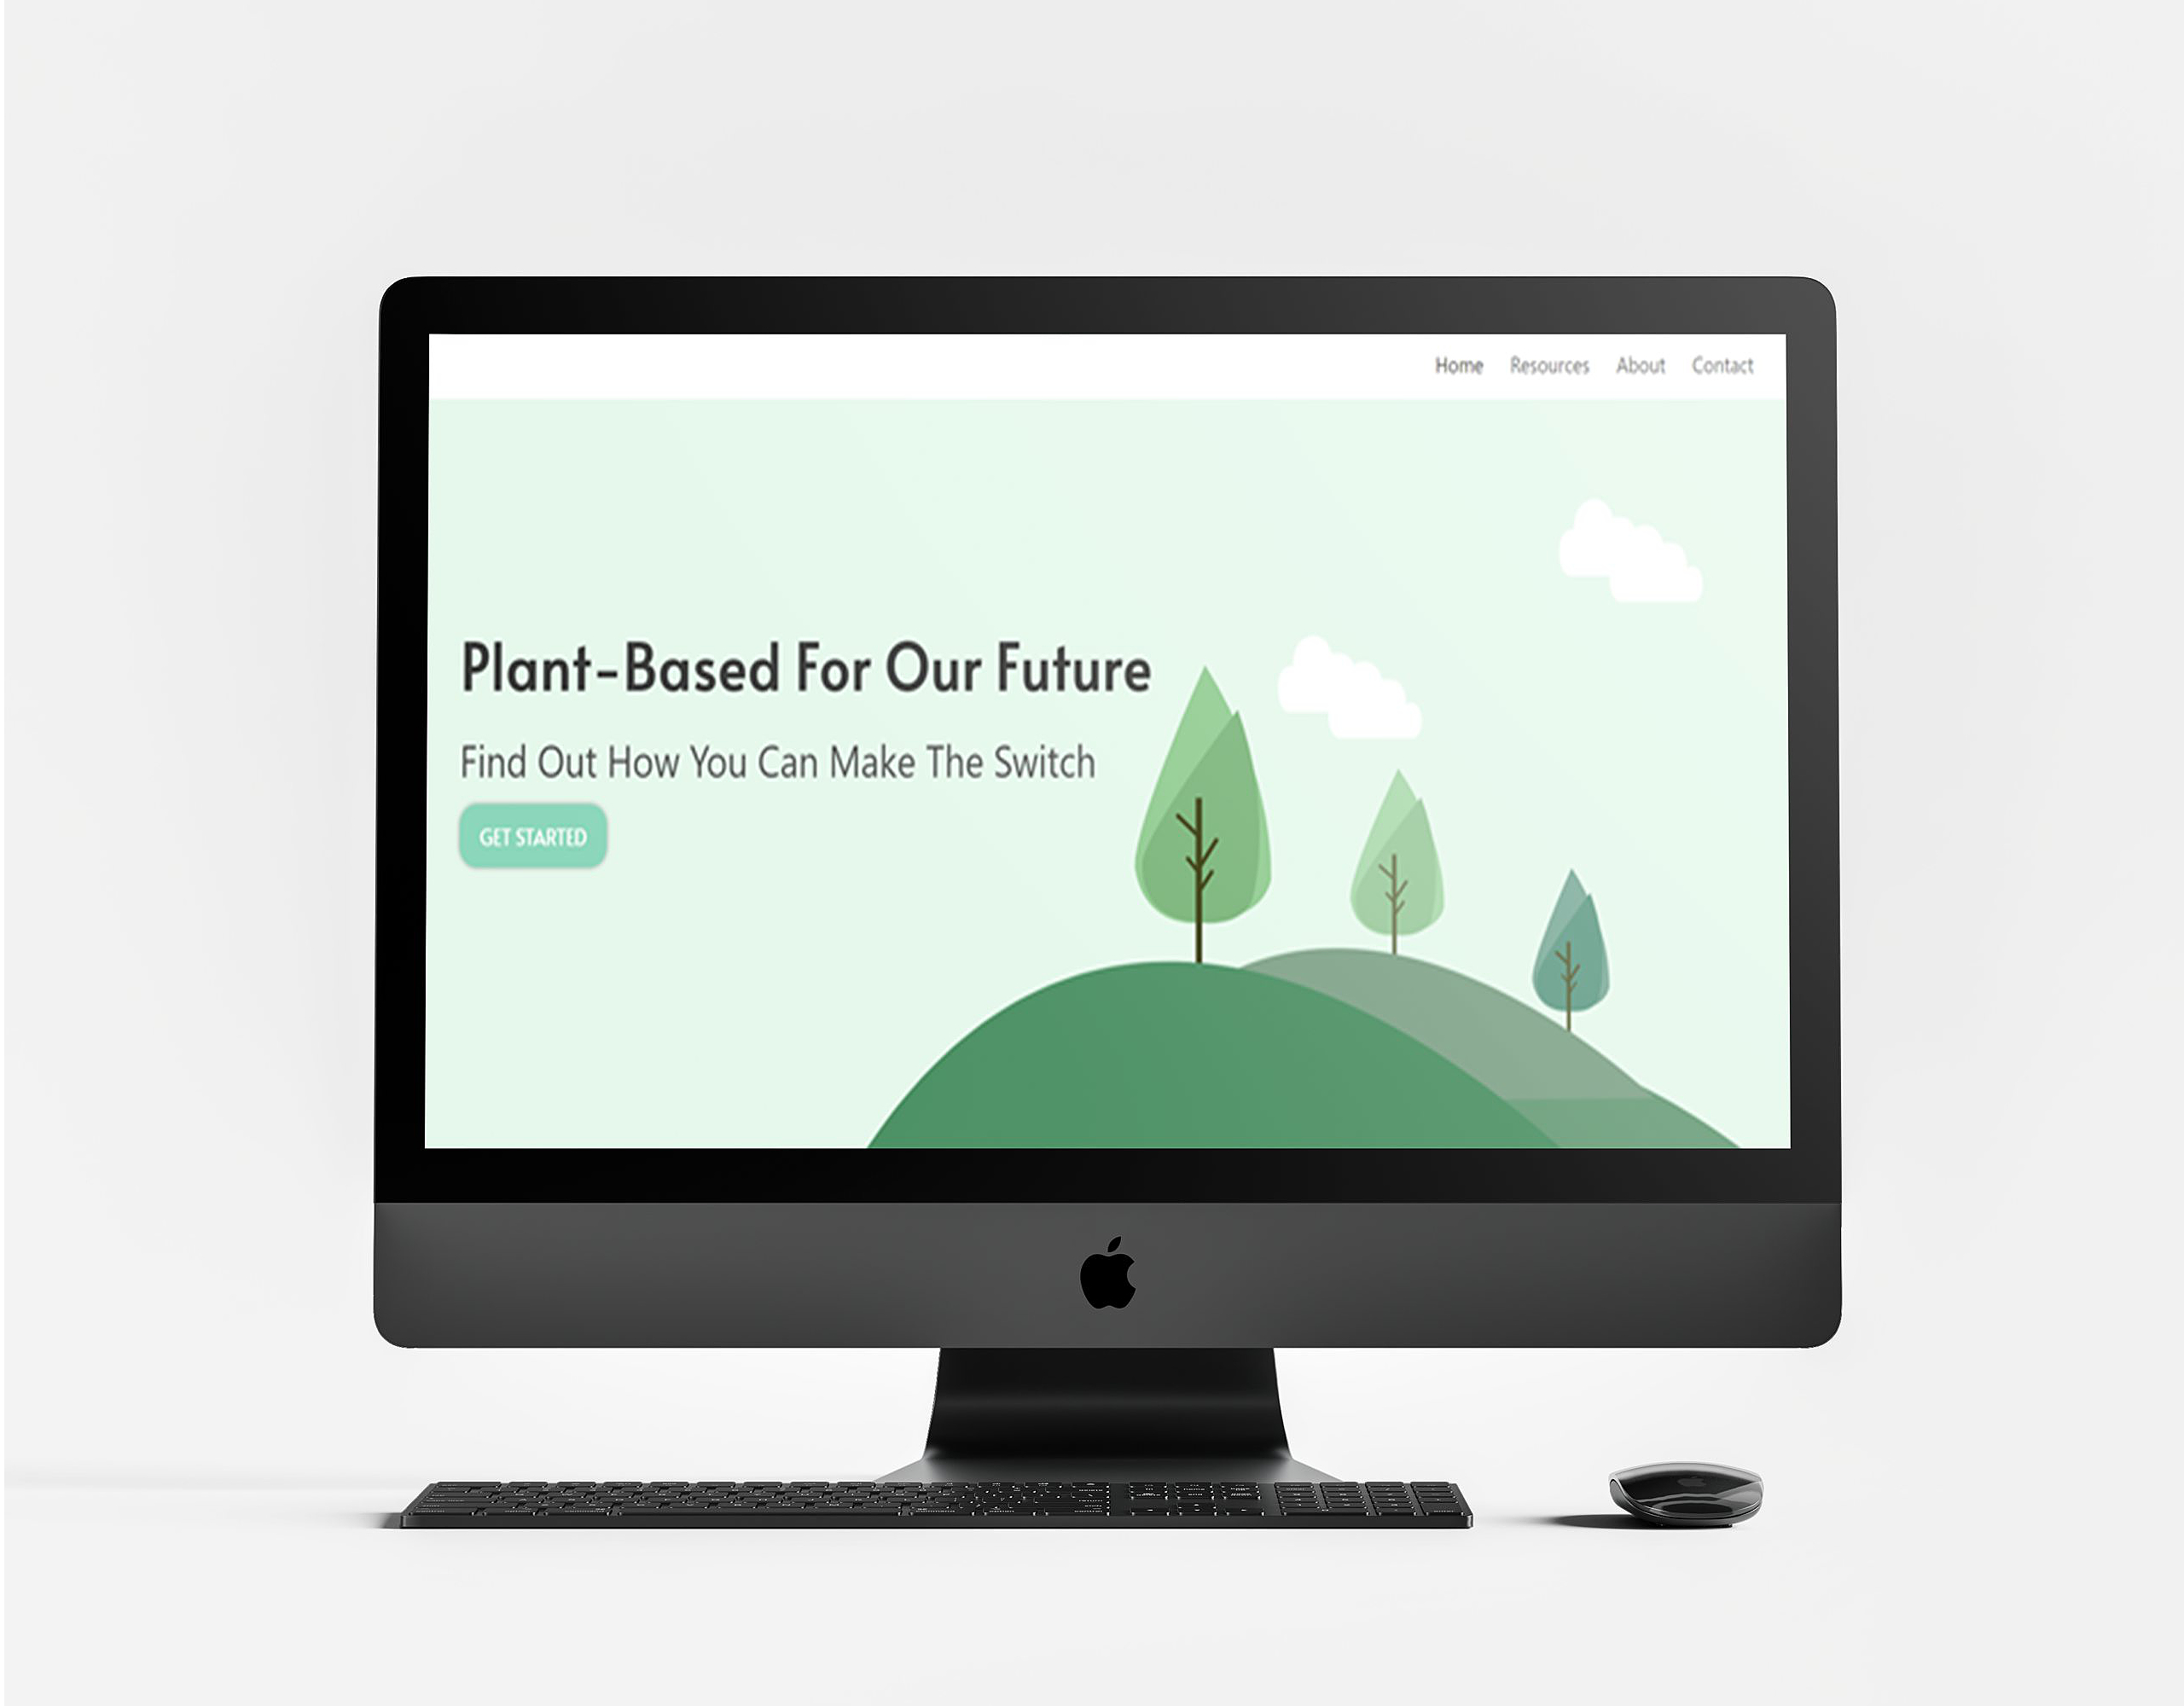 Home Resources About Contact
Plant-Based For Our Future
Find Out How You Can Make The Switch
GET STARTED